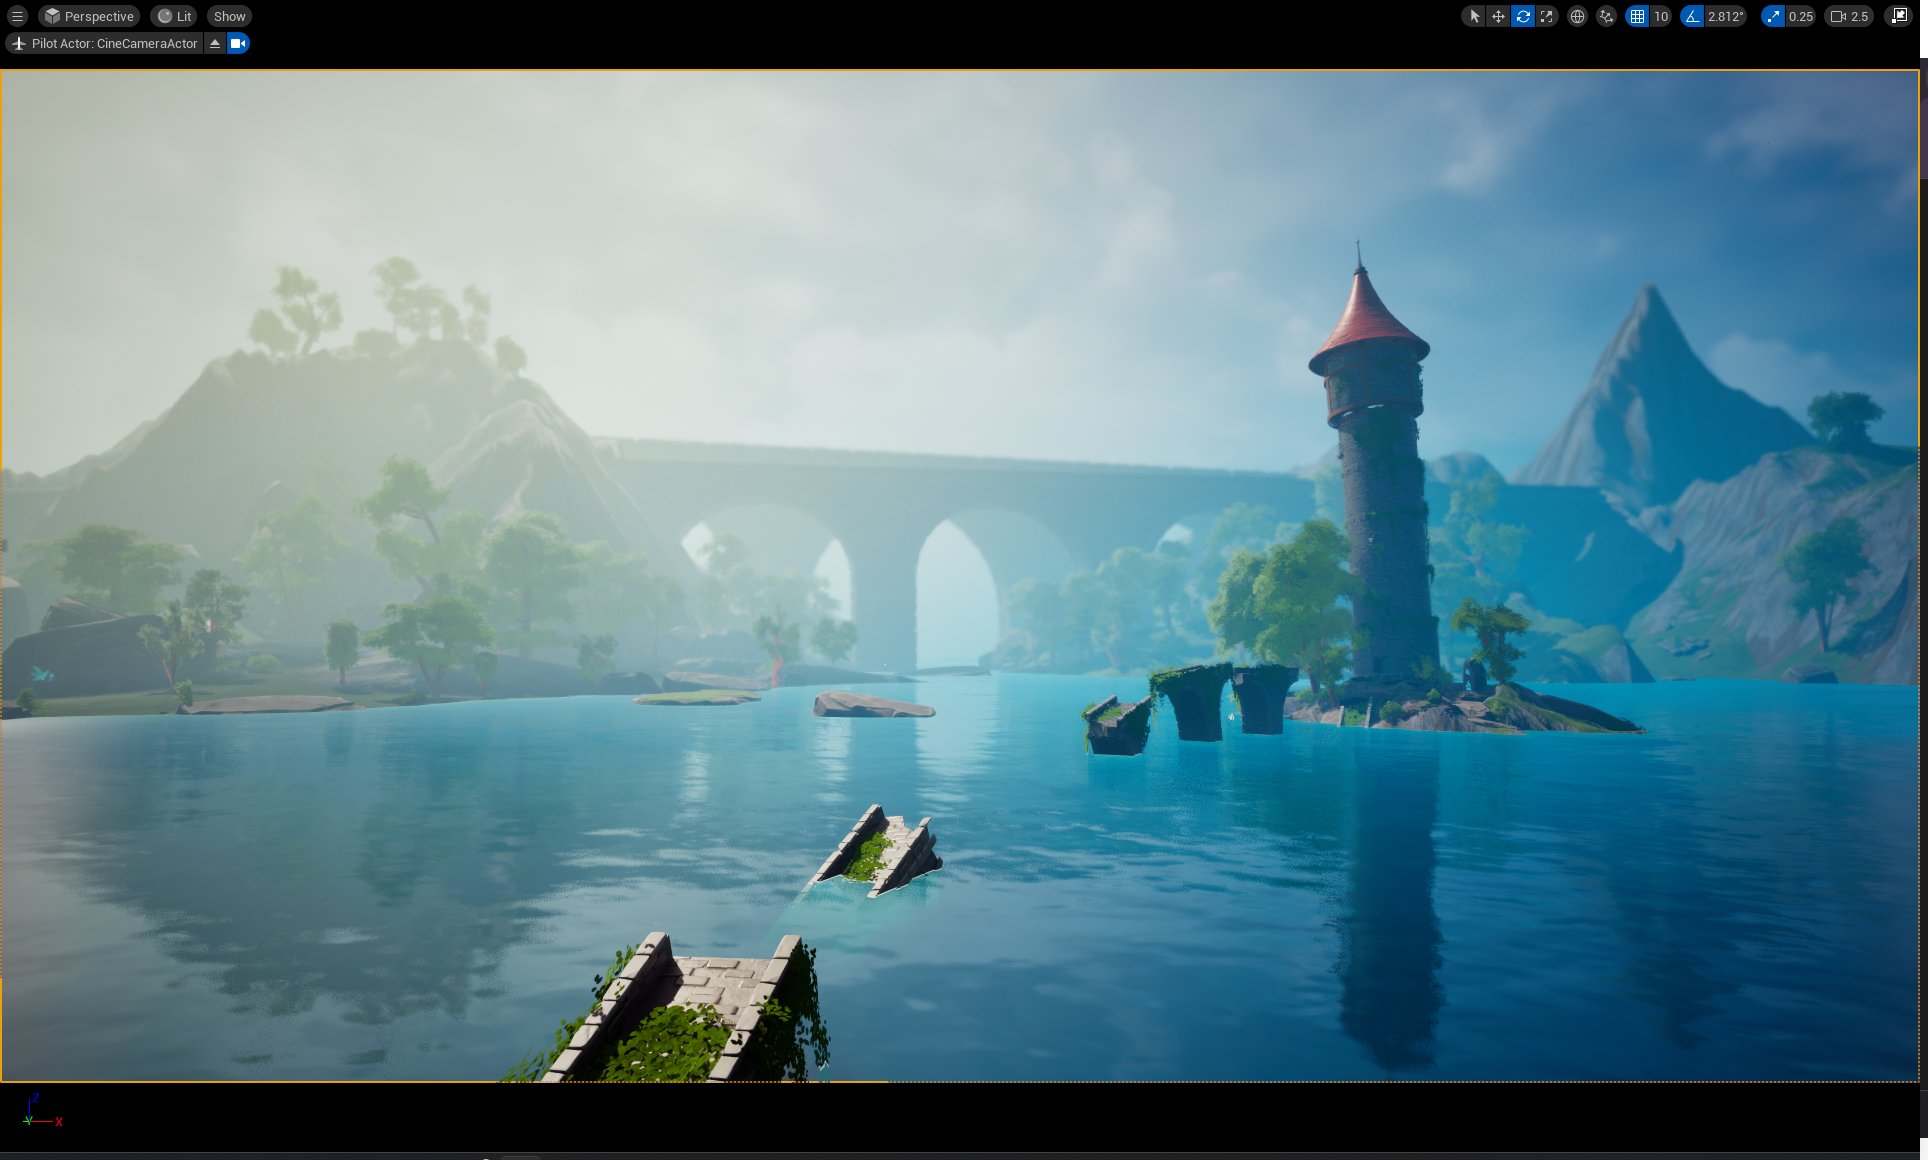 Perspective Lit Show 10 2.812° 0.25 2.5
Pilot Actor: CineCameraActor
Z
Y X